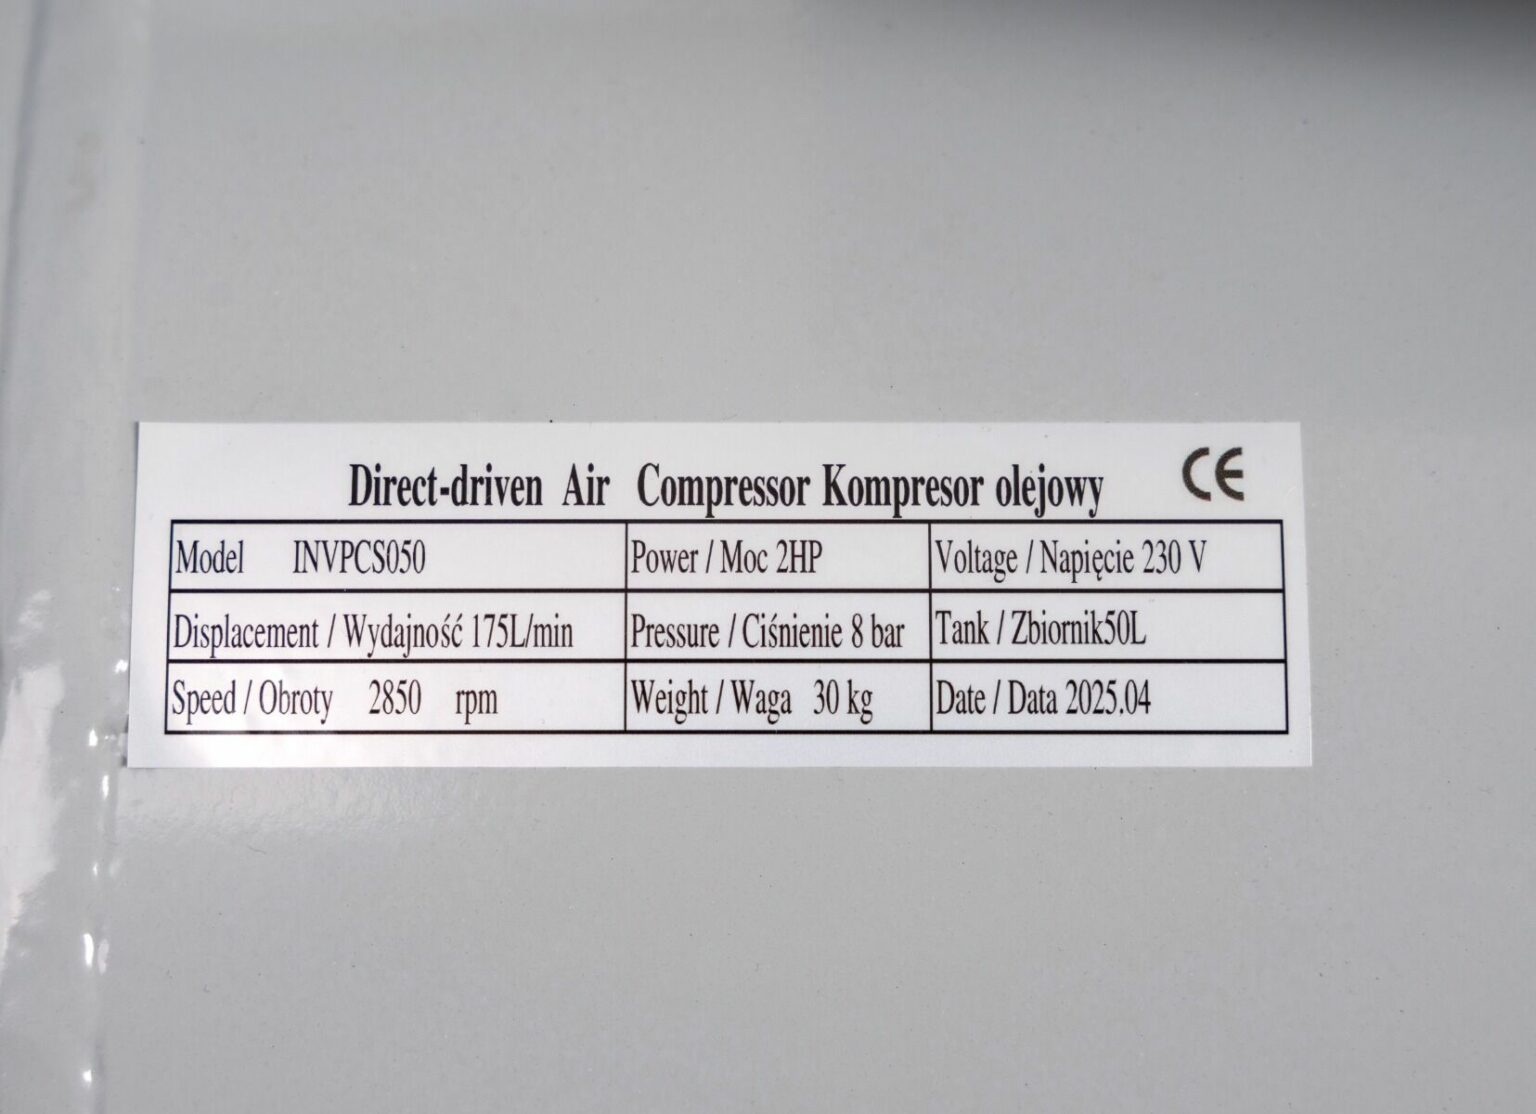 Direct-driven Air Compressor Kompresor olejowy CE
Model INVPCS050 Power / Moc 2HP Voltage / Napięcie 230 V
Displacement / Wydajność 175L/min Pressure / Ciśnienie 8 bar Tank / Zbiornik50L
Speed / Obroty 2850 rpm Weight / Waga 30 kg Date / Data 2025.04